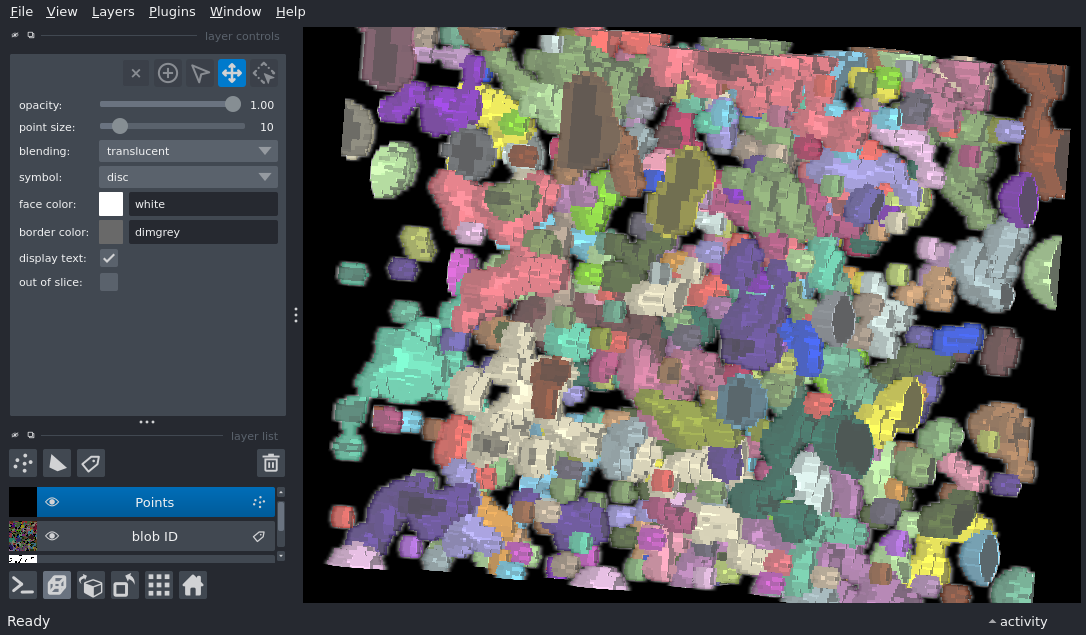 File View Layers Plugins Window Help
layer controls
opacity: 1.00
point size: 10
blending: translucent
symbol: disc
face color: white
border color: dimgrey
display text:
out of slice:
layer list
Points
blob ID
Ready
activity